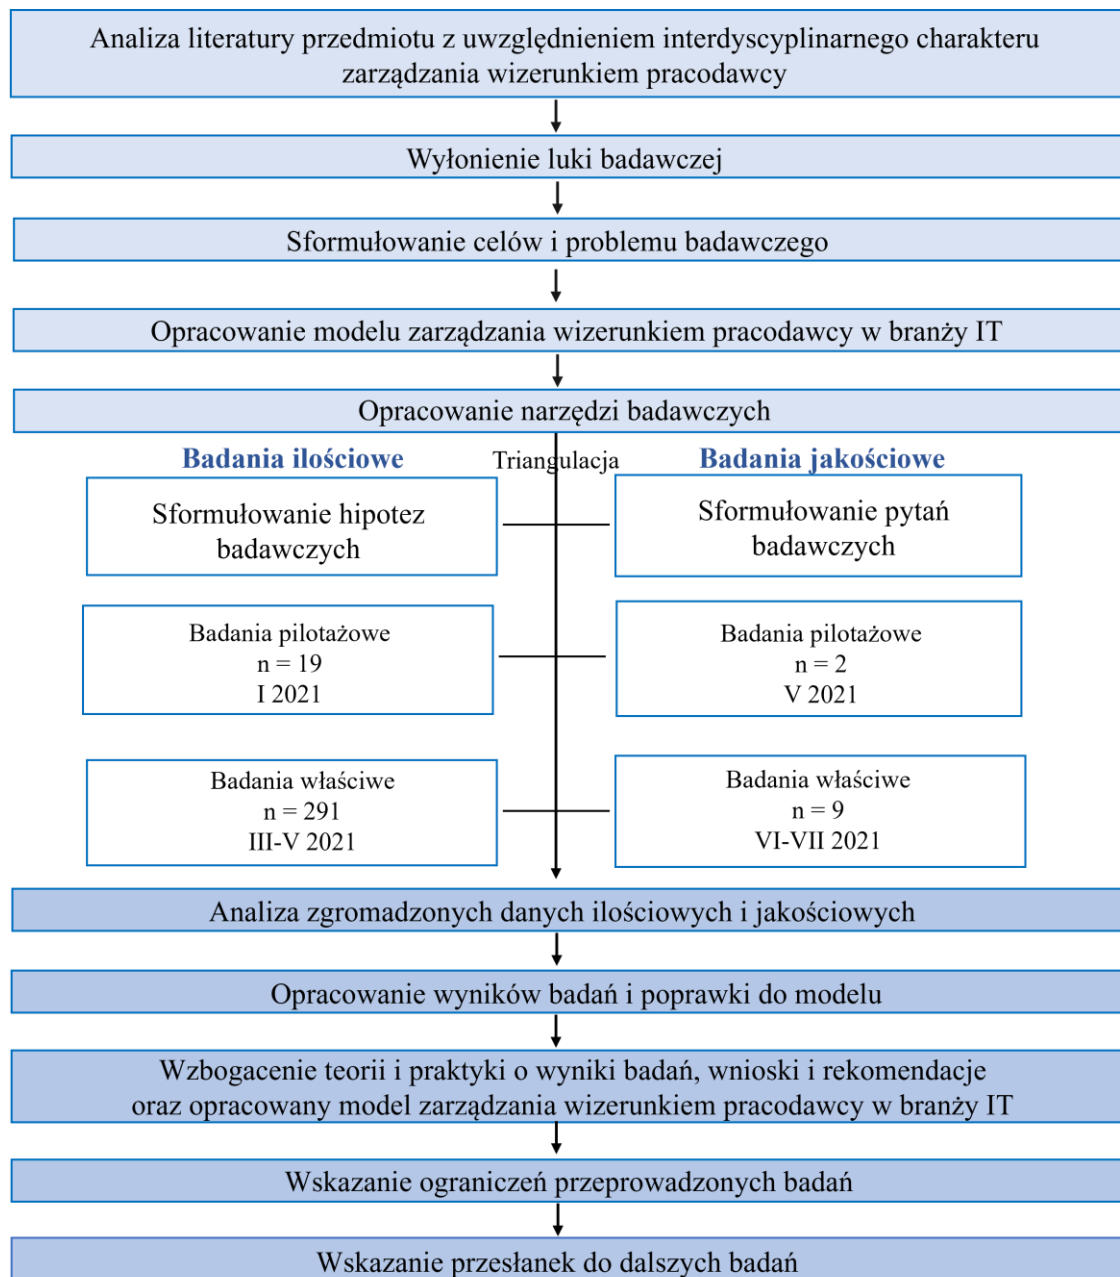 Analiza literatury przedmiotu z uwzględnieniem interdyscyplinarnego charakteru
zarządzania wizerunkiem pracodawcy
Wyłonienie luki badawczej
Sformułowanie celów i problemu badawczego
Opracowanie modelu zarządzania wizerunkiem pracodawcy w branży IT
Opracowanie narzędzi badawczych
Badania ilościowe
Triangulacja
Badania jakościowe
Sformułowanie hipotez
badawczych
Sformułowanie pytań
badawczych
Badania pilotażowe
n = 19
I 2021
Badania pilotażowe
n = 2
V 2021
Badania właściwe
n = 291
III-V 2021
Badania właściwe
n = 9
VI-VII 2021
Analiza zgromadzonych danych ilościowych i jakościowych
Opracowanie wyników badań i poprawki do modelu
Wzbogacenie teorii i praktyki o wyniki badań, wnioski i rekomendacje
oraz opracowany model zarządzania wizerunkiem pracodawcy w branży IT
Wskazanie ograniczeń przeprowadzonych badań
Wskazanie przesłanek do dalszych badań